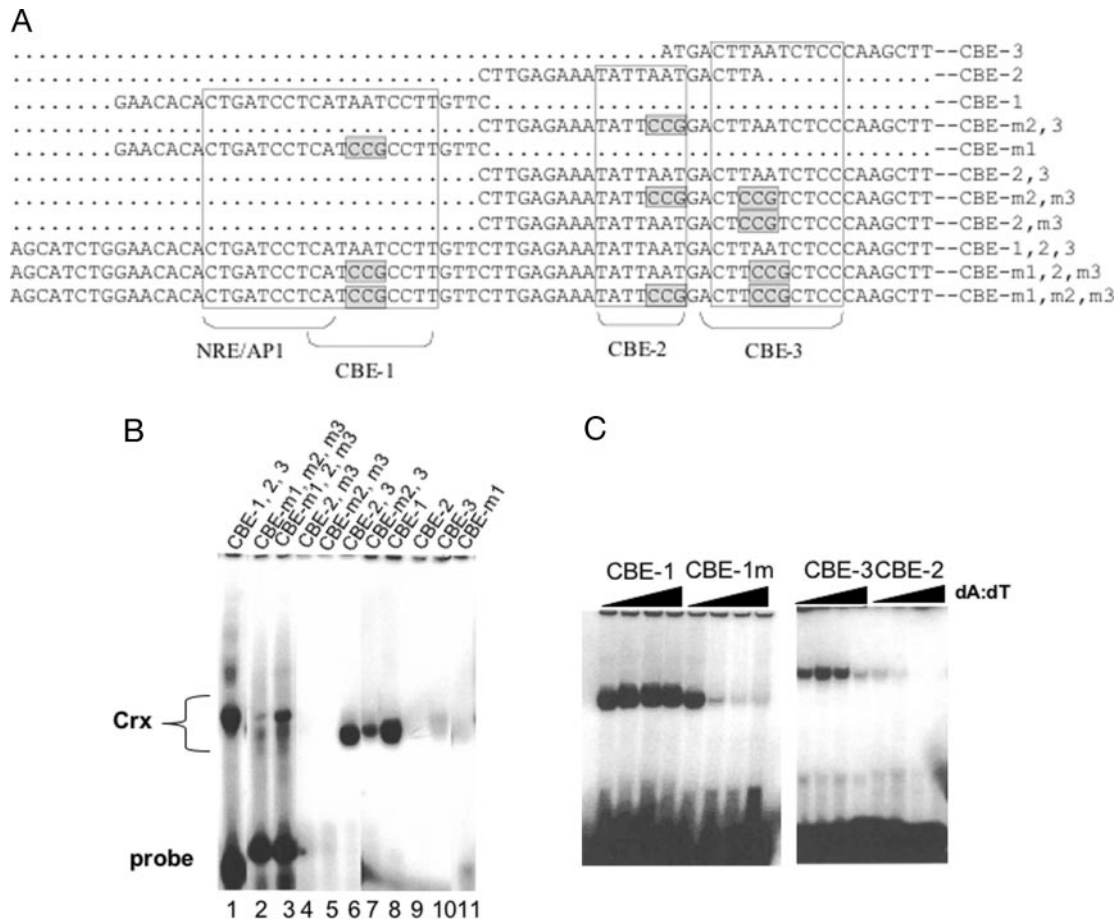 A
..................................................ATGACTTAATCTCCCAAGCTT--CBE-3
....................................CTTGAGAAATATTAATGACTTA.............--CBE-2
........GAACACACTGATCCTCATAATCCTTGTTC..................................--CBE-1
....................................CTTGAGAAATATTCCGGACTTAATCTCCCAAGCTT--CBE-m2,3
........GAACACACTGATCCTCATCCGCCTTGTTC..................................--CBE-m1
....................................CTTGAGAAATATTAATGACTTAATCTCCCAAGCTT--CBE-2,3
....................................CTTGAGAAATATTCCGGACTCCGTCTCCCAAGCTT--CBE-m2,m3
....................................CTTGAGAAATATTAATGACTCCGTCTCCCAAGCTT--CBE-2,m3
AGCATCTGGAACACACTGATCCTCATAATCCTTGTTCTTGAGAAATATTAATGACTTAATCTCCCAAGCTT--CBE-1,2,3
AGCATCTGGAACACACTGATCCTCATCCGCCTTGTTCTTGAGAAATATTAATGACTTCCGCTCCCAAGCTT--CBE-m1,2,m3
AGCATCTGGAACACACTGATCCTCATCCGCCTTGTTCTTGAGAAATATTCCGGACTTCCGCTCCCAAGCTT--CBE-m1,m2,m3
NRE/AP1
CBE-1
CBE-2
CBE-3
B
CBE-1, 2, 3
CBE-m1, m2, m3
CBE-m1, 2, m3
CBE-2, m3
CBE-m2, m3
CBE-2, 3
CBE-m2, 3
CBE-1
CBE-2
CBE-3
CBE-m1
Crx
probe
1 2 3 4 5 6 7 8 9 10 11
C
CBE-1 CBE-1m CBE-3 CBE-2
dA:dT